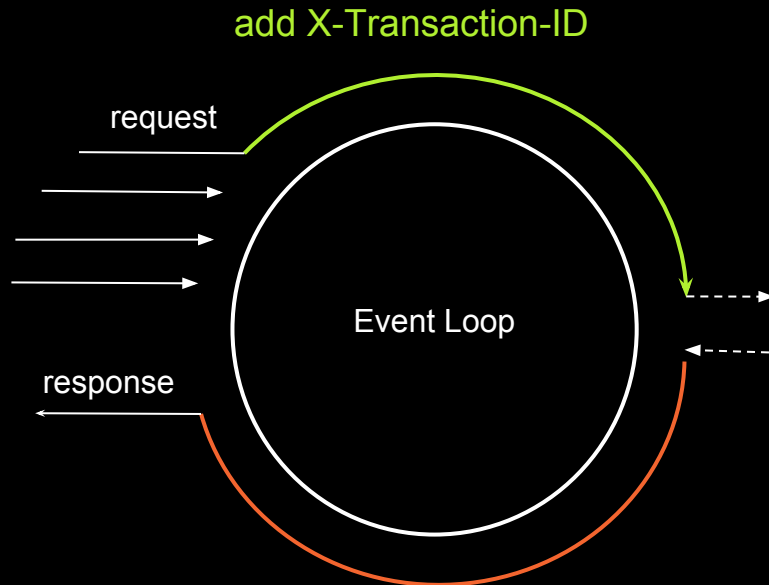 add X-Transaction-ID
request
Event Loop
response